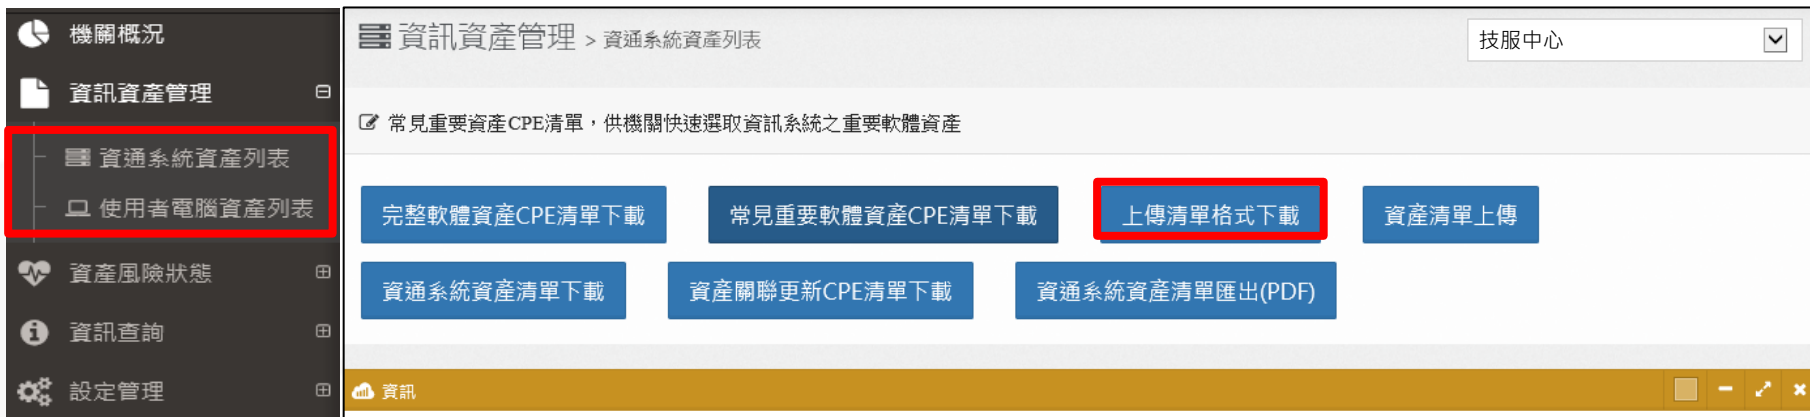 機關概況
資訊資產管理
資通系統資產列表
使用者電腦資產列表
資產風險狀態
資訊查詢
設定管理
資訊資產管理 > 資通系統資產列表
技服中心
常見重要資產CPE清單，供機關快速選取資訊系統之重要軟體資產
完整軟體資產CPE清單下載 常見重要軟體資產CPE清單下載 上傳清單格式下載 資產清單上傳
資通系統資產清單下載 資產關聯更新CPE清單下載 資通系統資產清單匯出(PDF)
資訊